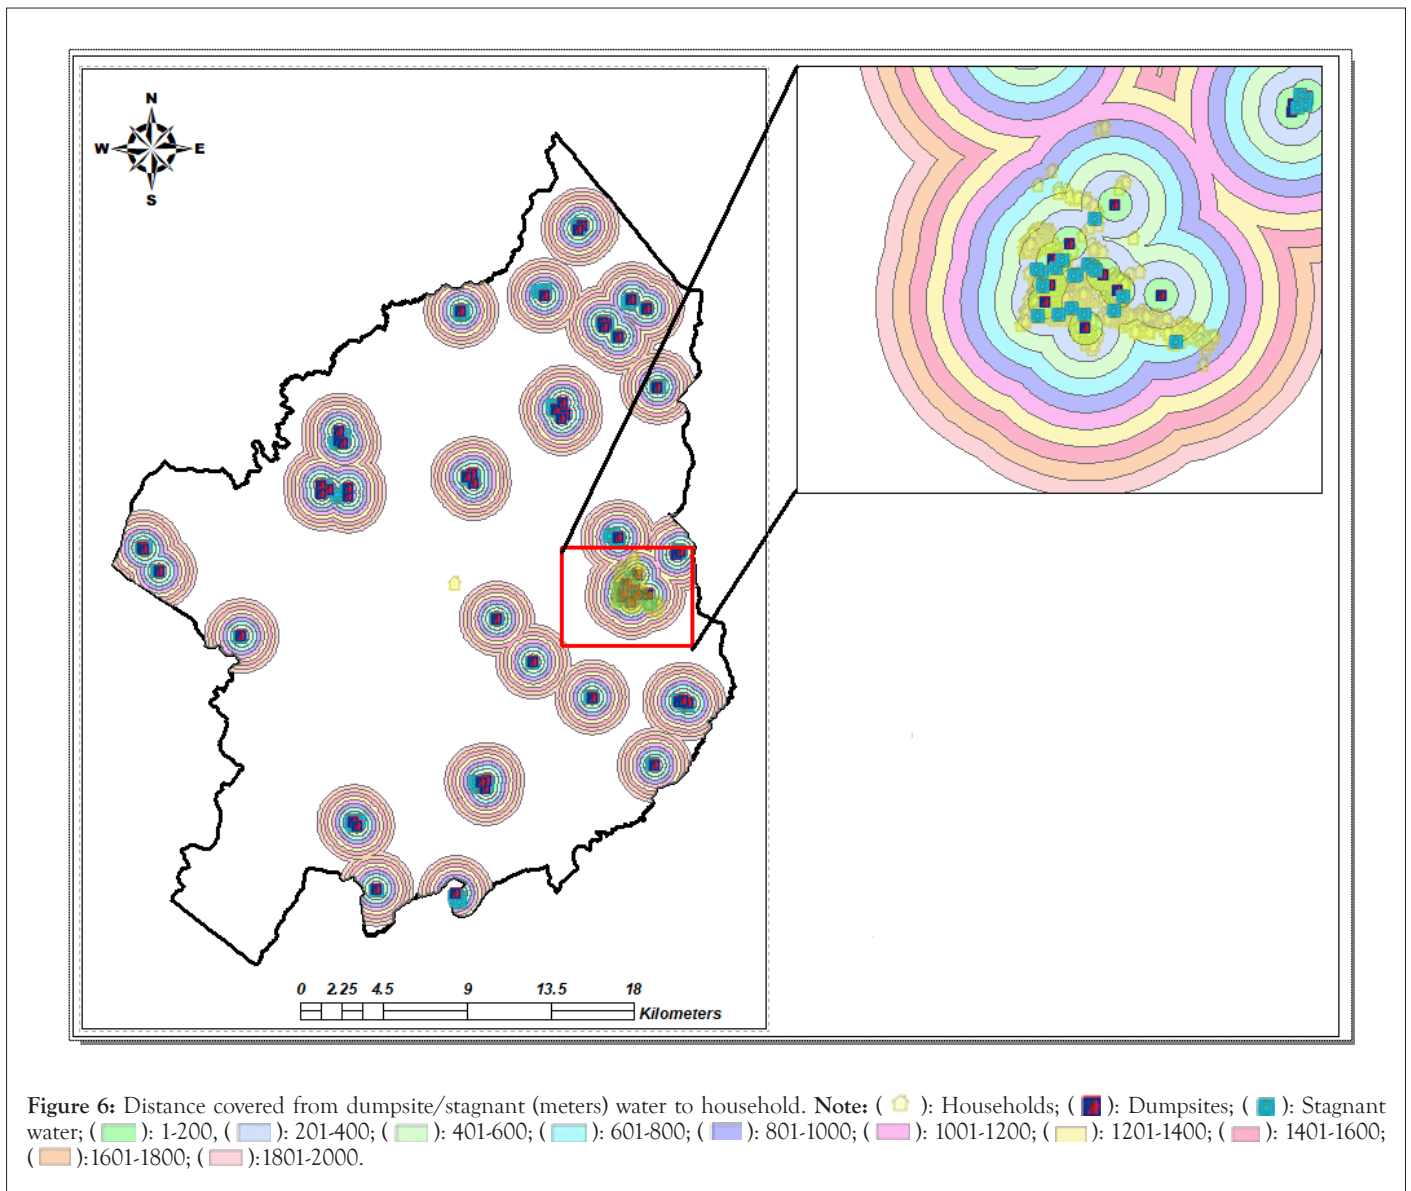 N
W E
S
0 2.25 4.5 9 13.5 18
Kilometers
Figure 6: Distance covered from dumpsite/stagnant (meters) water to household. Note: ( ): Households; ( ): Dumpsites; ( ): Stagnant
water; ( ): 1-200, ( ): 201-400; ( ): 401-600; ( ): 601-800; ( ): 801-1000; ( ): 1001-1200; ( ): 1201-1400; ( ): 1401-1600;
( ):1601-1800; ( ):1801-2000.